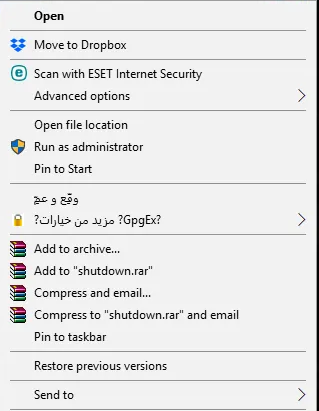 Open
Move to Dropbox
Scan with ESET Internet Security
Advanced options
Open file location
Run as administrator
Pin to Start
وقّع و عمّ
?مزيد من خيارات ?GpgEx?
Add to archive...
Add to "shutdown.rar"
Compress and email...
Compress to "shutdown.rar" and email
Pin to taskbar
Restore previous versions
Send to